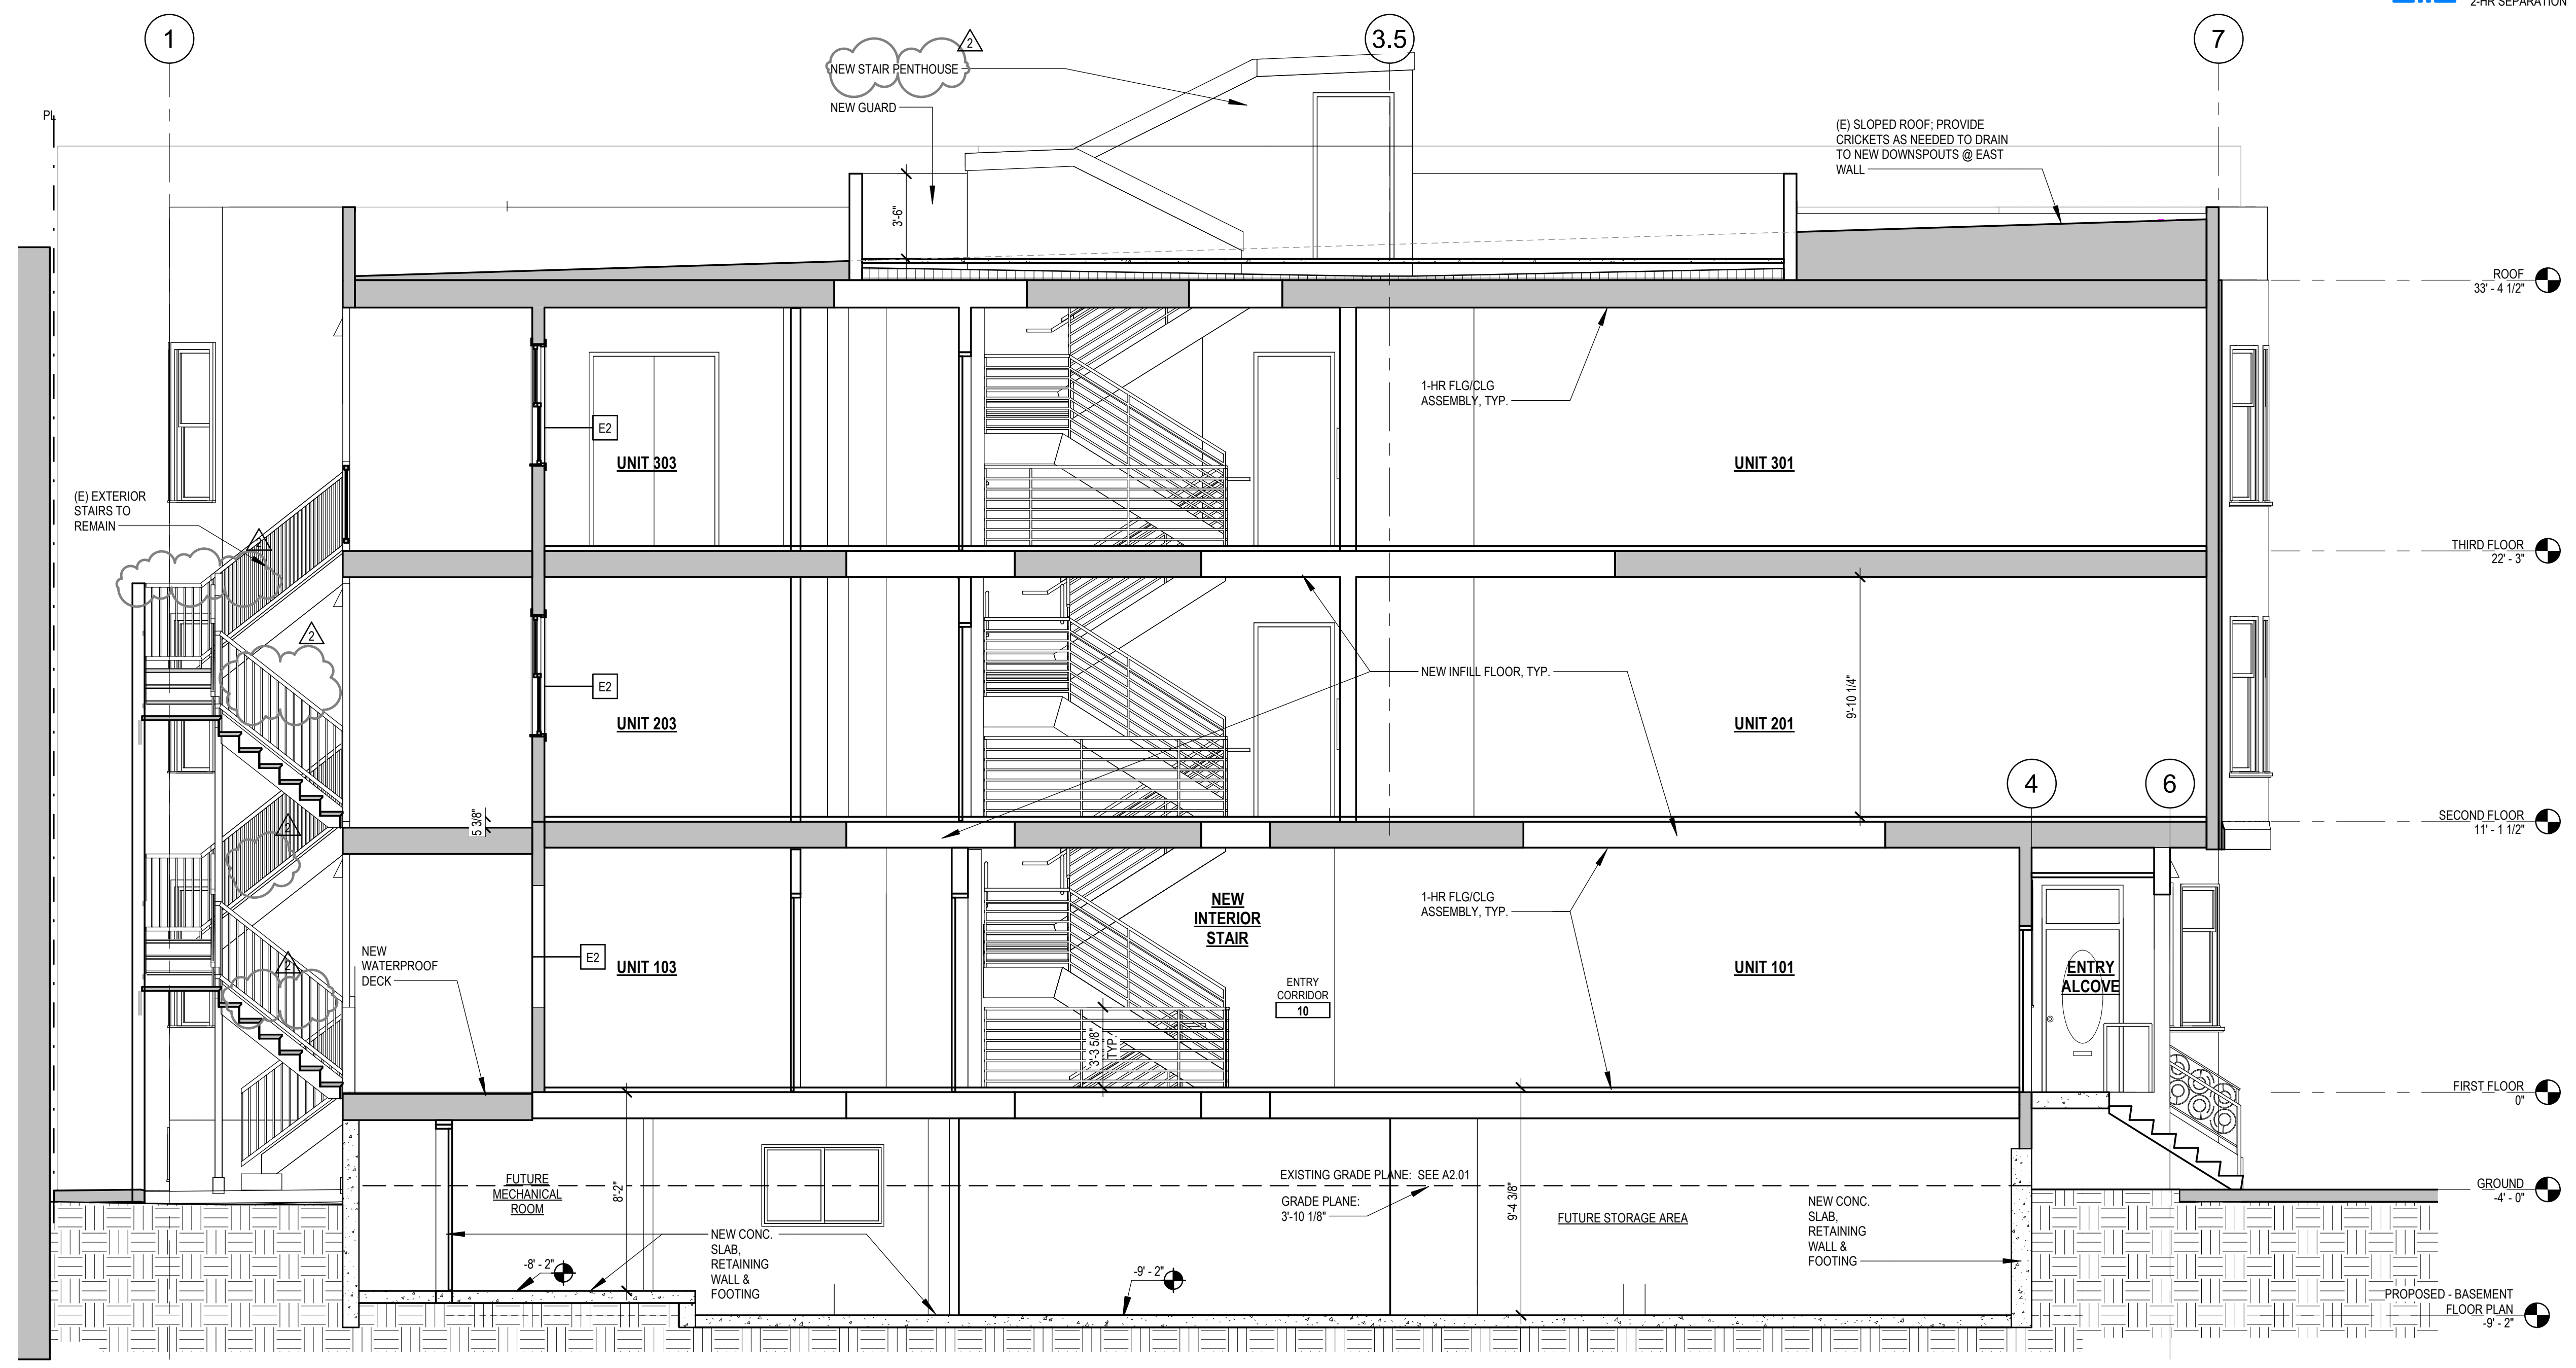 2-HR SEPARATION
1
3.5
7
2
NEW STAIR PENTHOUSE
NEW GUARD
PL
(E) SLOPED ROOF; PROVIDE
CRICKETS AS NEEDED TO DRAIN
TO NEW DOWNSPOUTS @ EAST
WALL
3'-6"
ROOF
33' - 4 1/2"
1-HR FLG/CLG
ASSEMBLY, TYP.
E2
UNIT 303
UNIT 301
(E) EXTERIOR
STAIRS TO
REMAIN
2
THIRD FLOOR
22' - 3"
2
NEW INFILL FLOOR, TYP.
E2
9'-10 1/4"
UNIT 203
UNIT 201
4
6
5 3/8"
2
SECOND FLOOR
11' - 1 1/2"
1-HR FLG/CLG
ASSEMBLY, TYP.
NEW
INTERIOR
STAIR
NEW
WATERPROOF
DECK
2
E2
UNIT 103
UNIT 101
ENTRY
ALCOVE
ENTRY
CORRIDOR
10
3'-3 5/8"
TYP.
FIRST FLOOR
0"
EXISTING GRADE PLANE: SEE A2.01
GRADE PLANE:
3'-10 1/8"
FUTURE
MECHANICAL
ROOM
8'-2"
9'-4 3/8"
FUTURE STORAGE AREA
GROUND
-4' - 0"
NEW CONC.
SLAB,
RETAINING
WALL &
FOOTING
NEW CONC.
SLAB,
RETAINING
WALL &
FOOTING
-8' - 2"
-9' - 2"
PROPOSED - BASEMENT
FLOOR PLAN
-9' - 2"